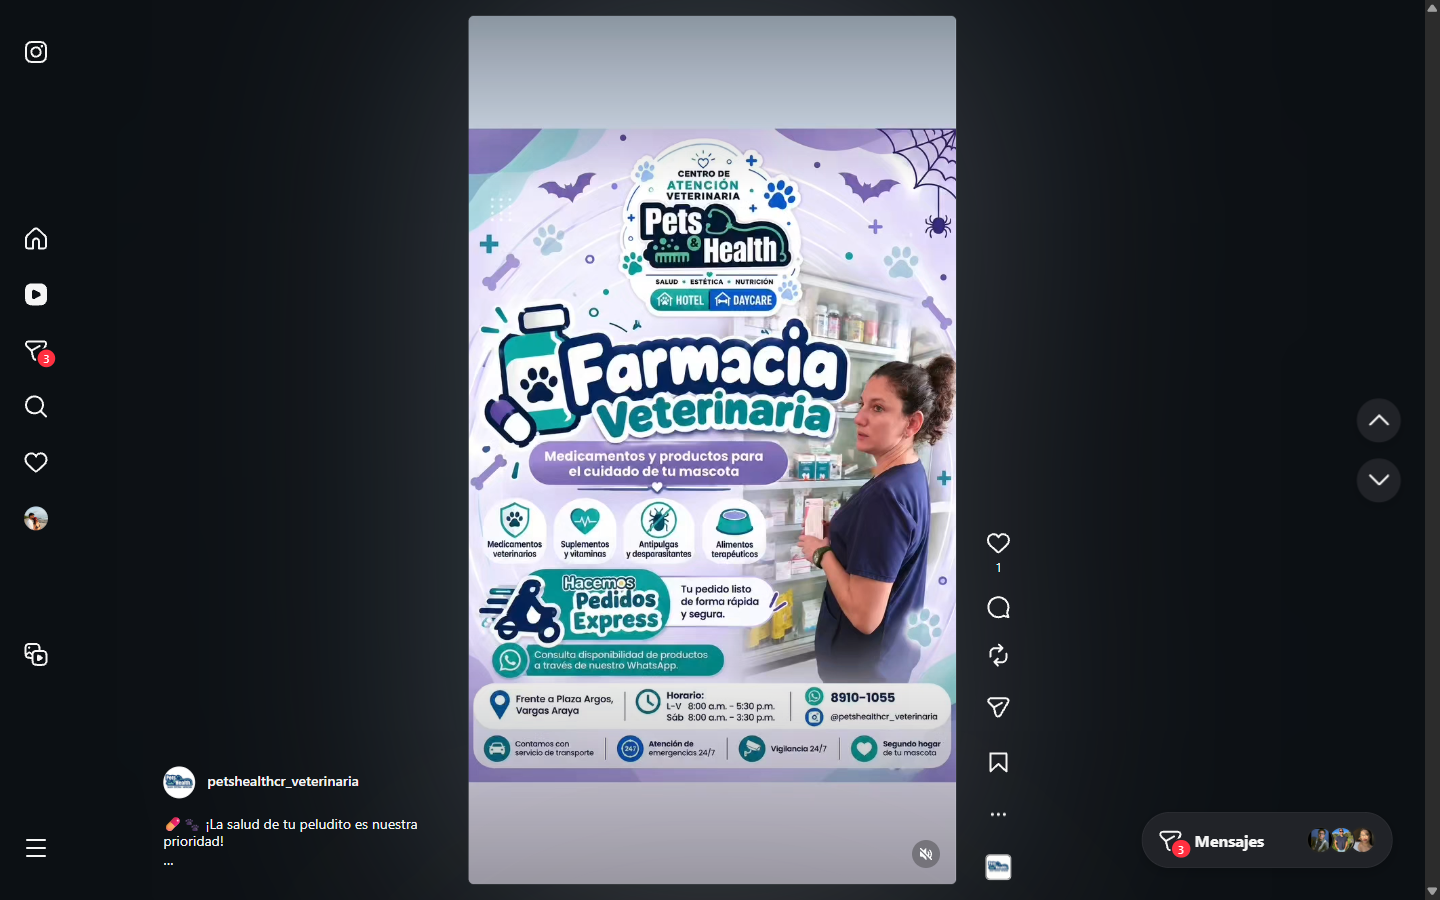 CENTRO DE
ATENCIÓN
VETERINARIA
Pets
& Health
SALUD • ESTÉTICA • NUTRICIÓN
HOTEL DAYCARE
Farmacia
Veterinaria
Medicamentos y productos para
el cuidado de tu mascota
Medicamentos
veterinarios
Suplementos
y vitaminas
Antipulgas
y desparasitantes
Alimentos
terapéuticos
Hacemos
Pedidos
Express
Tu pedido listo
de forma rápida
y segura.
Consulta disponibilidad de productos
a través de nuestro WhatsApp.
Frente a Plaza Argos,
Vargas Araya
Horario:
L-V 8:00 a.m. - 5:30 p.m.
Sáb 8:00 a.m. - 3:30 p.m.
8910-1055
@petshealthcr_veterinaria
Contamos con
servicio de transporte
24/7
Atención de
emergencias 24/7
Vigilancia 24/7
Segundo hogar
de tu mascota
3
1
petshealthcr_veterinaria
¡La salud de tu peludito es nuestra
prioridad!
...
3
Mensajes